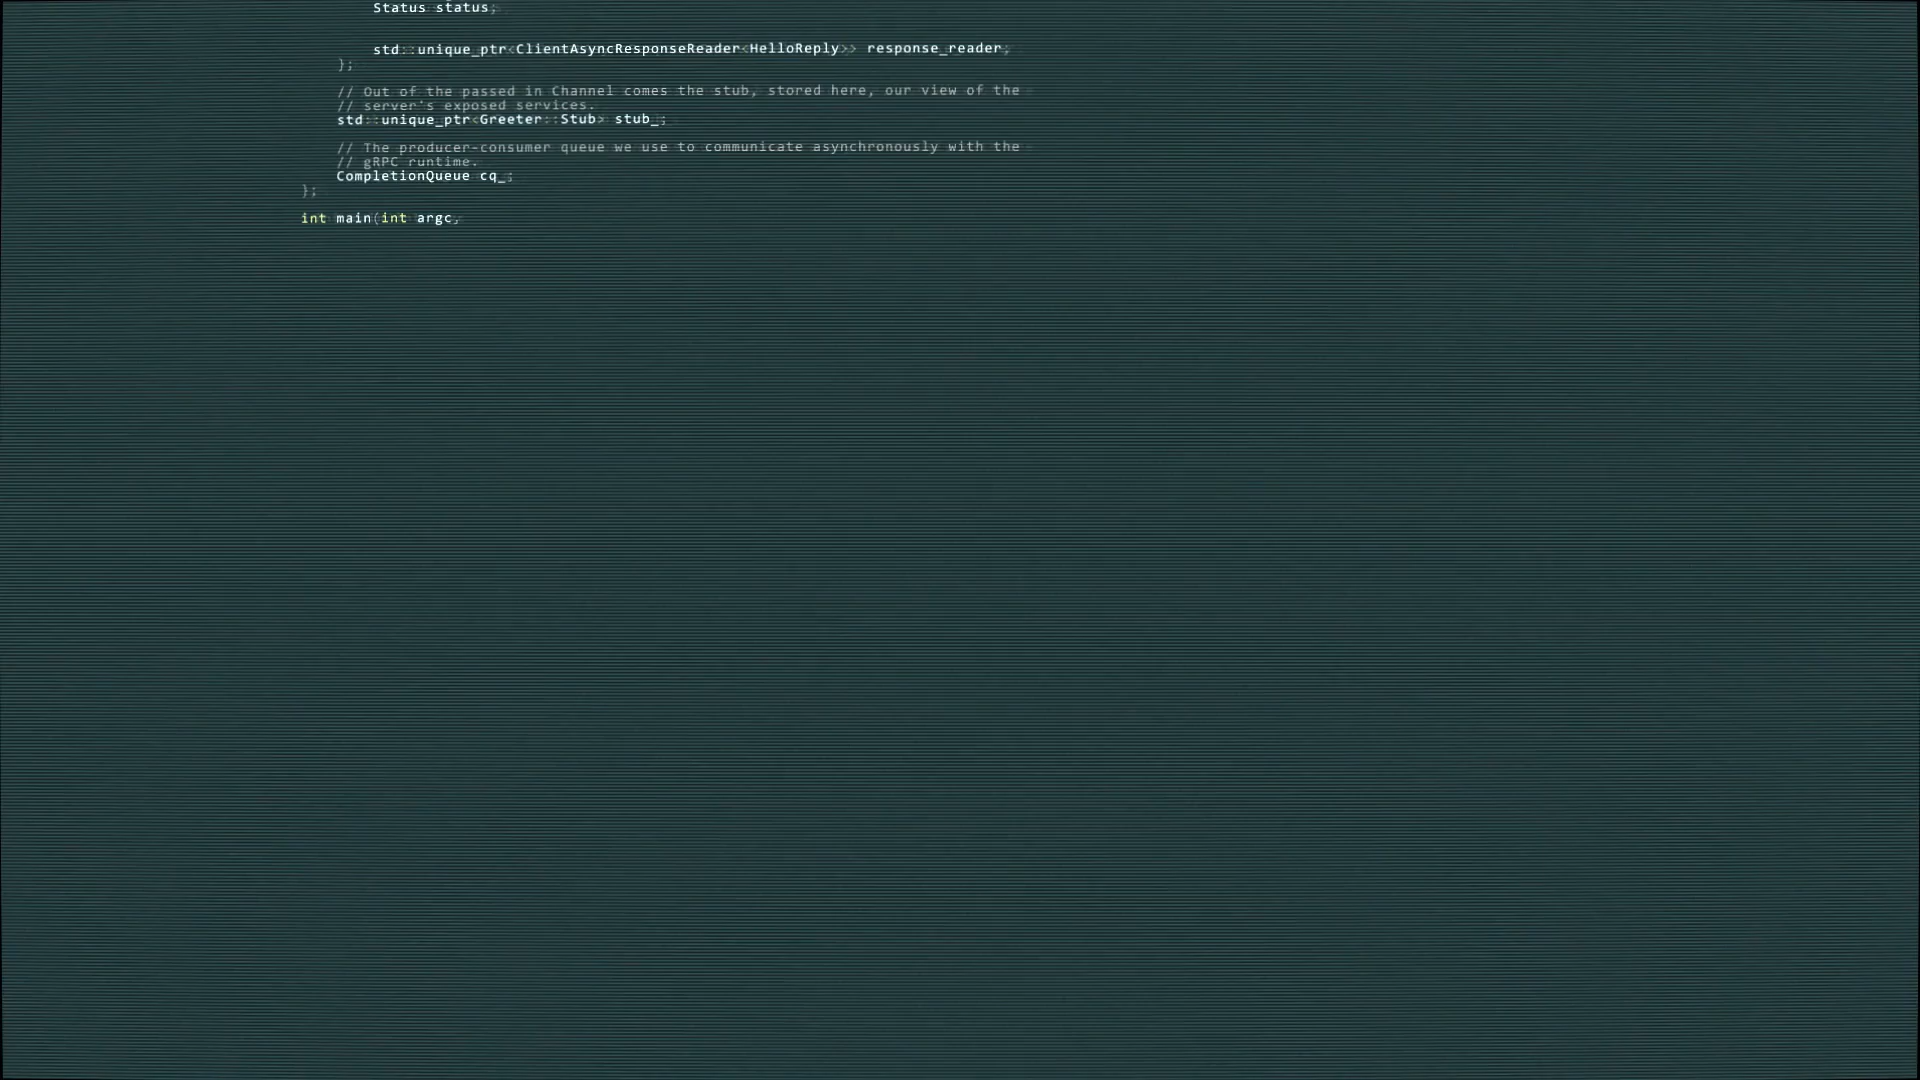 Status status;
std::unique_ptr<ClientAsyncResponseReader<HelloReply>> response_reader;
};
// Out of the passed in Channel comes the stub, stored here, our view of the
// server's exposed services.
std::unique_ptr<Greeter::Stub> stub_;
// The producer-consumer queue we use to communicate asynchronously with the
// gRPC runtime.
CompletionQueue cq_;
};
int main(int argc,